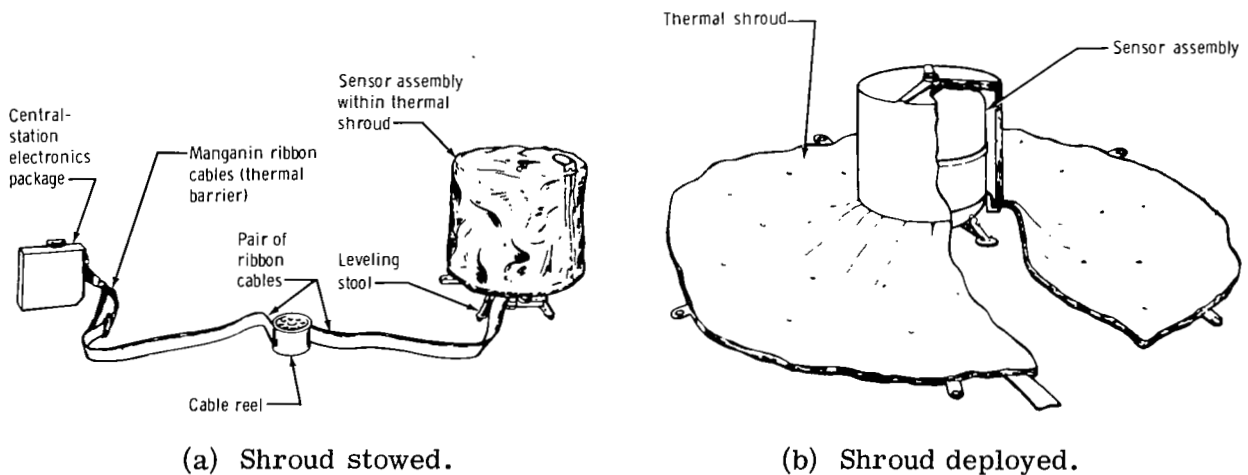 Central-
station
electronics
package
Manganin ribbon
cables (thermal
barrier)
Sensor assembly
within thermal
shroud
Pair of
ribbon
cables
Leveling
stool
Cable reel
(a) Shroud stowed.
Thermal shroud
Sensor assembly
(b) Shroud deployed.